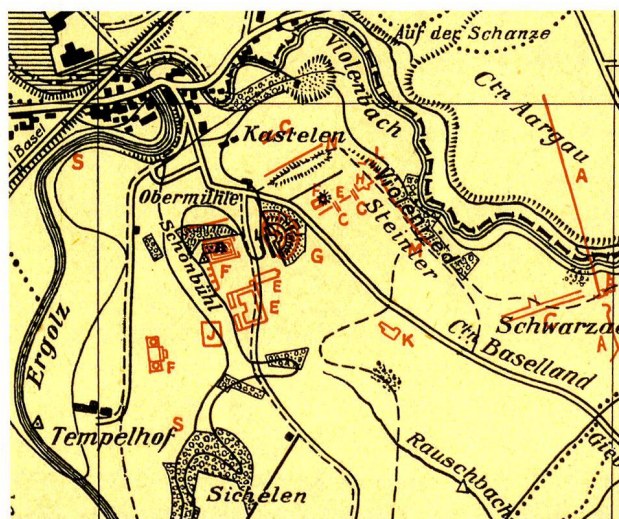 Auf der Schanze
Violenbach
Ctn Aargau
Basel
Kastelen
C
N
S
A
L
H
F
E
C
G
Obermühle
Violenried
Steinler
M
Schönbühl
G
F
E
E
J
Schwarza
C
A
K
Ctn Baselland
Ergolz
F
S
Tempelhof
Sichelen
Rauschbach
Gieb